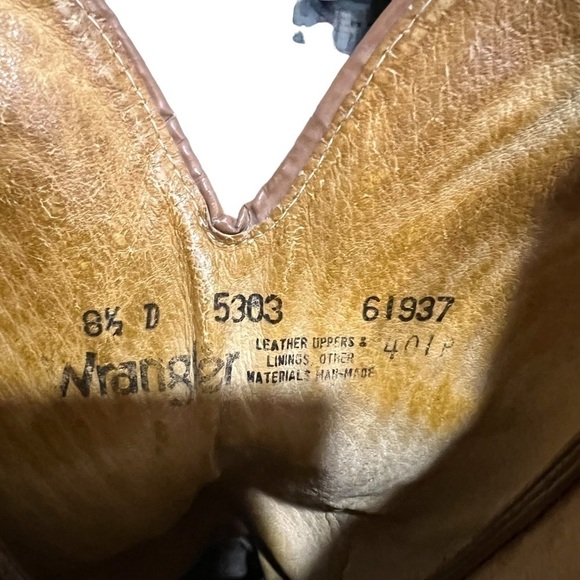 8½ D 5303 61937
LEATHER UPPERS &
LININGS, OTHER
MATERIALS MAN-MADE
Wrangler